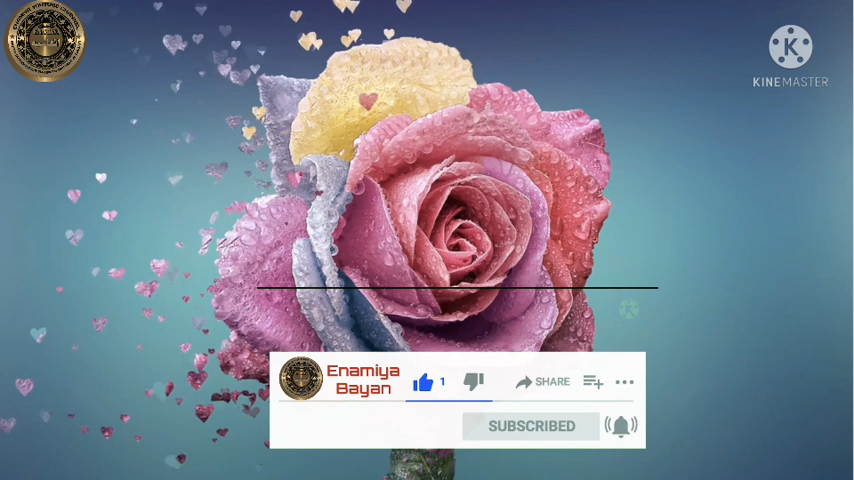 K
KINEMASTER
Enamiya
Bayan
1
SHARE
SUBSCRIBED